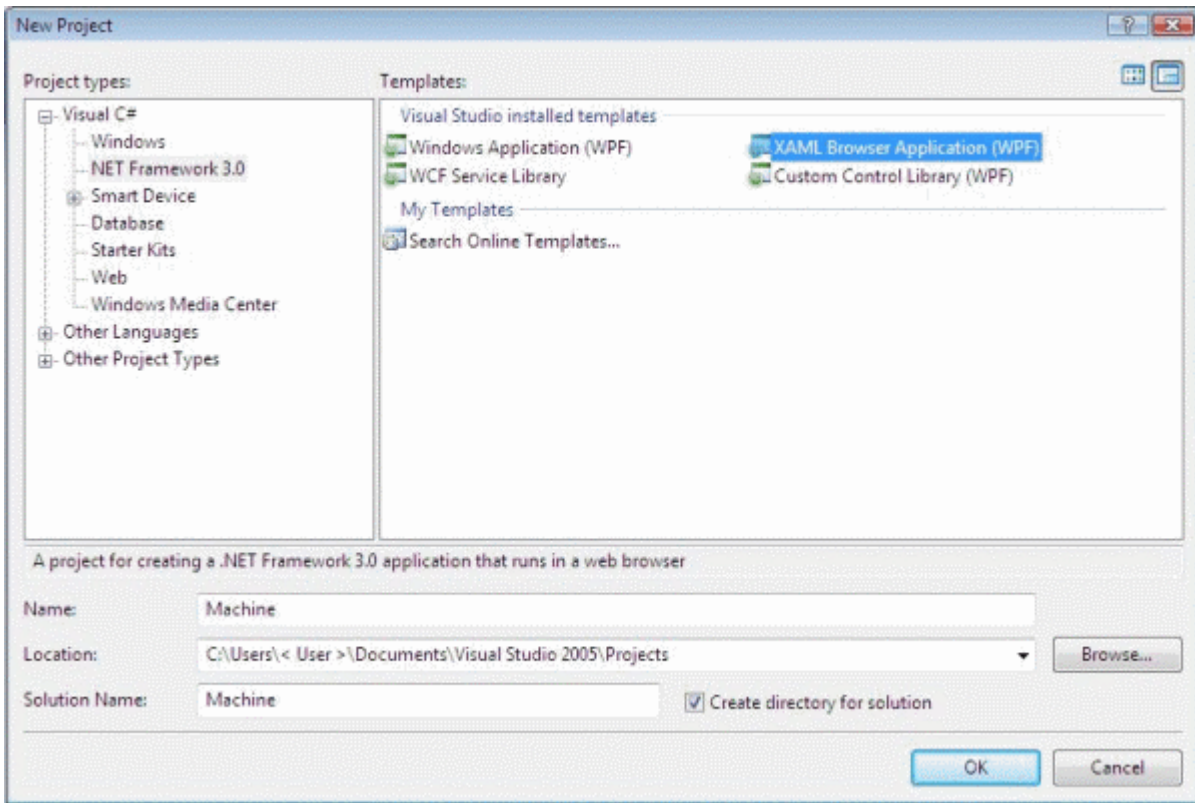 New Project
Project types:
Templates:
Visual C#
Windows
NET Framework 3.0
Smart Device
Database
Starter Kits
Web
Windows Media Center
Other Languages
Other Project Types
Visual Studio installed templates
Windows Application (WPF)
XAML Browser Application (WPF)
WCF Service Library
Custom Control Library (WPF)
My Templates
Search Online Templates...
A project for creating a .NET Framework 3.0 application that runs in a web browser
Name:
Machine
Location:
C:\Users\< User >\Documents\Visual Studio 2005\Projects
Browse...
Solution Name:
Machine
Create directory for solution
OK
Cancel